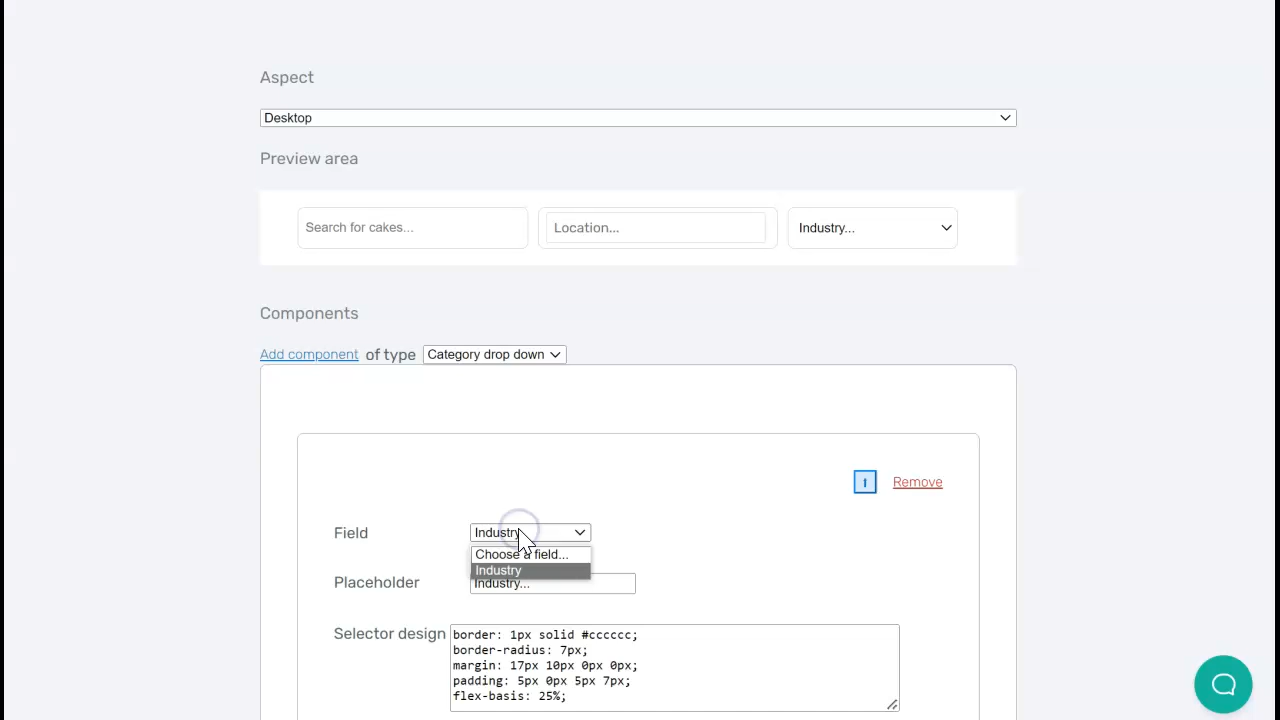 Aspect
Desktop
Preview area
Search for cakes... Location... Industry...
Components
Add component of type Category drop down
Remove
Field Industry
Choose a field...
Industry
Placeholder Industry...
Selector design
border: 1px solid #cccccc;
border-radius: 7px;
margin: 17px 10px 0px 0px;
padding: 5px 0px 5px 7px;
flex-basis: 25%;